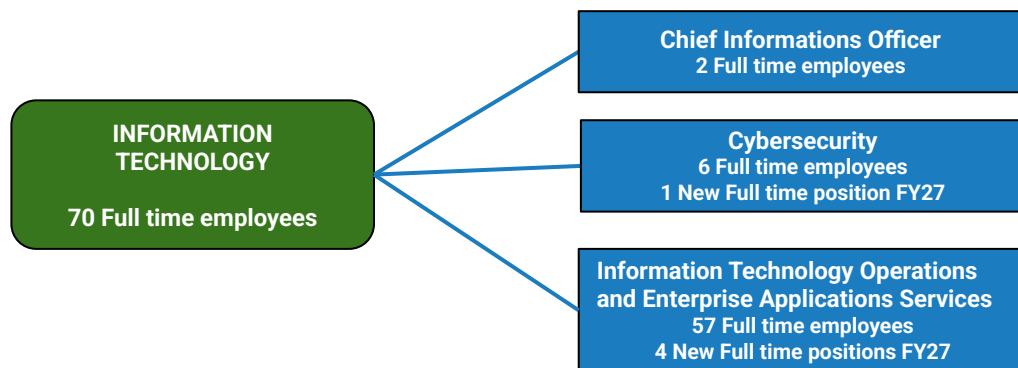 INFORMATION
TECHNOLOGY
70 Full time employees
Chief Informations Officer
2 Full time employees
Cybersecurity
6 Full time employees
1 New Full time position FY27
Information Technology Operations
and Enterprise Applications Services
57 Full time employees
4 New Full time positions FY27